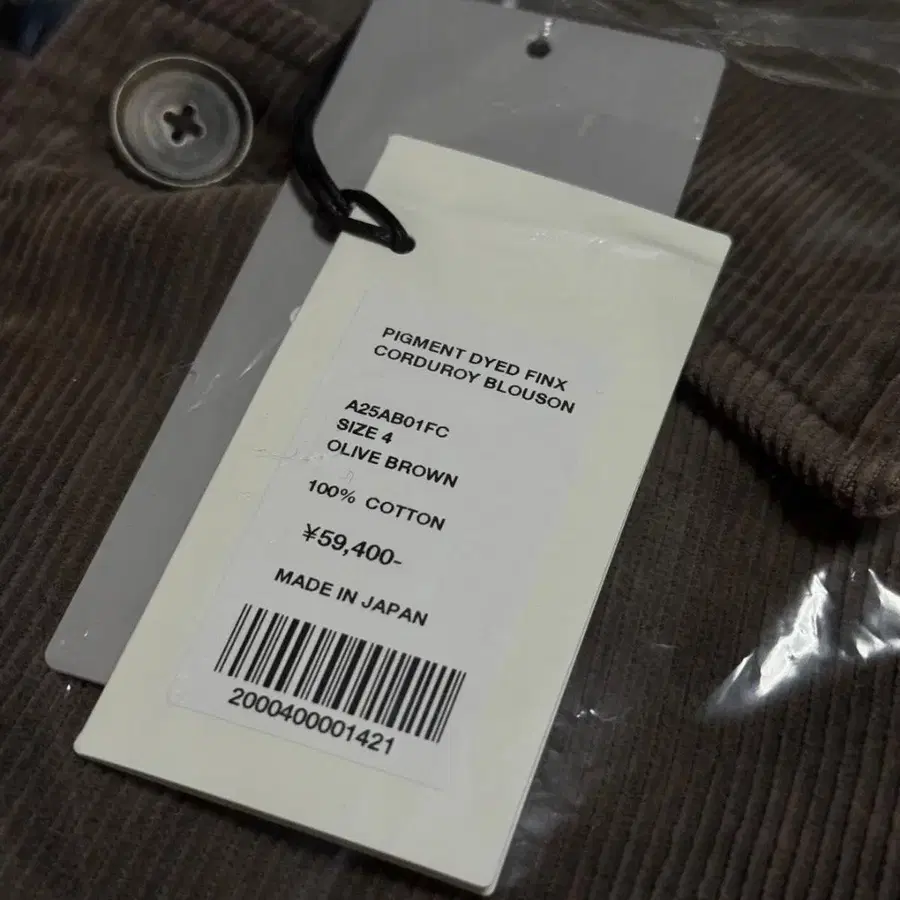 PIGMENT DYED FINX
CORDUROY BLOUSON
A25AB01FC
SIZE 4
OLIVE BROWN
100% COTTON
¥59,400-
MADE IN JAPAN
2000400001421